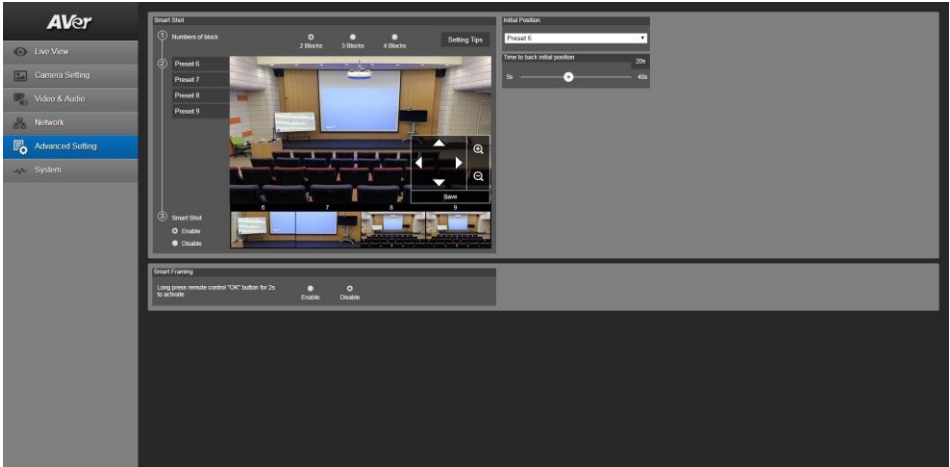 AVer
Live View
Camera Setting
Video & Audio
Network
Advanced Setting
System
Smart Shot
1 Numbers of block
2 Blocks 3 Blocks 4 Blocks
Setting Tips
2 Preset 6
Preset 7
Preset 8
Preset 9
Save
6 7 8 9
3 Smart Shot
Enable
Disable
Initial Position
Preset 6
Time to back initial position
20s
5s 40s
Smart Framing
Long press remote control "OK" button for 2s
to activate
Enable Disable